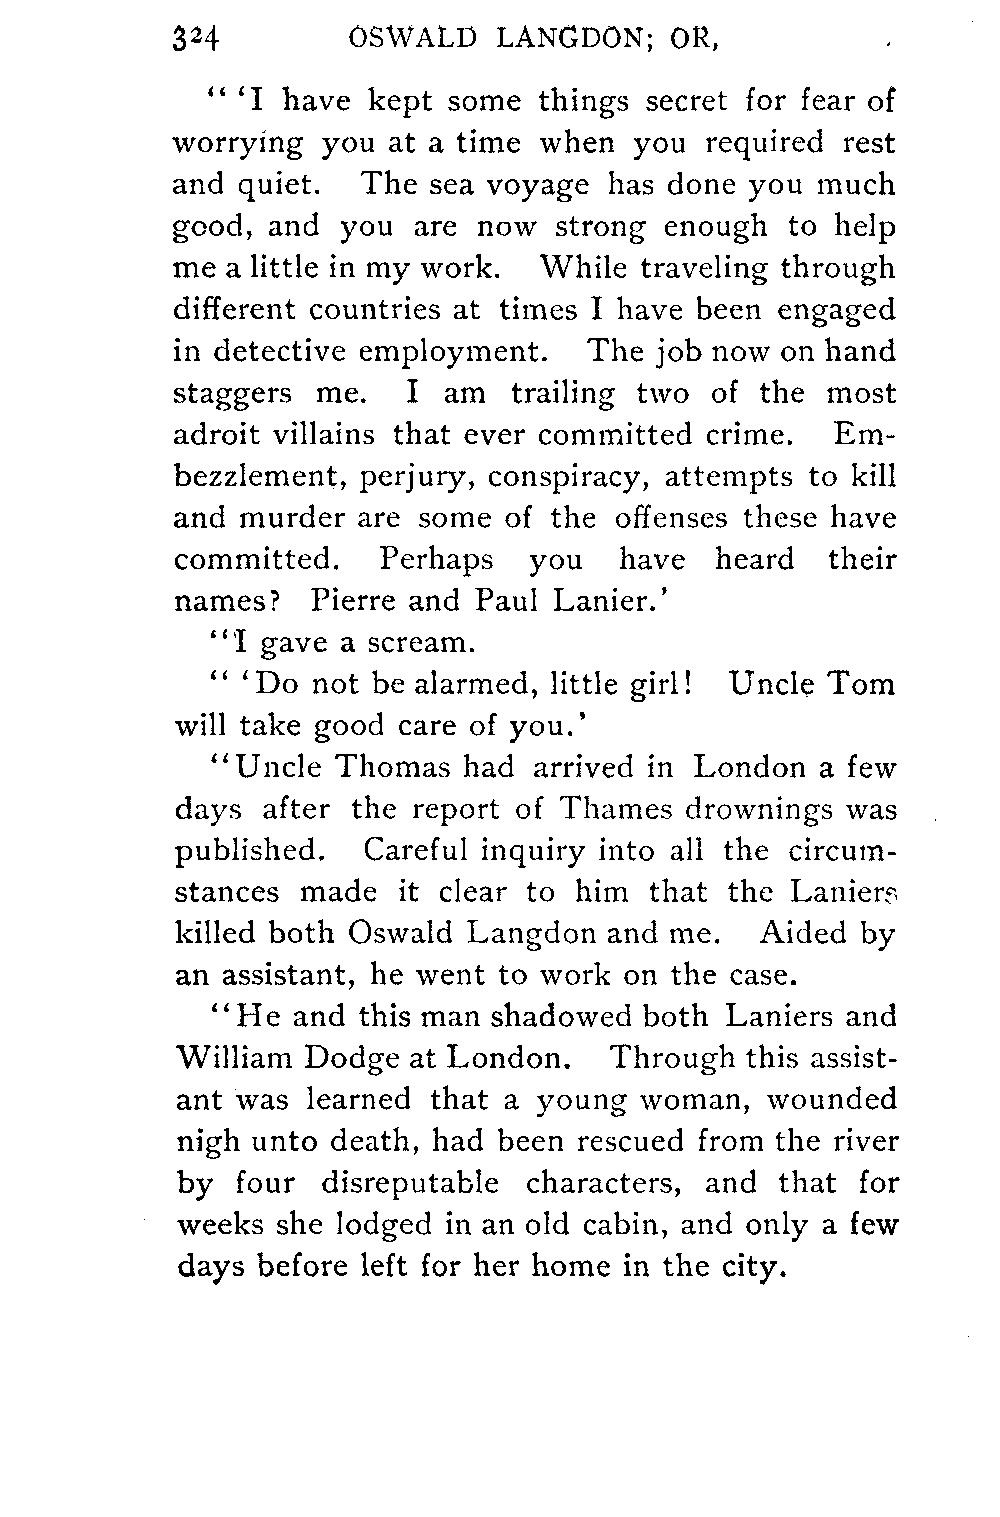 324 OSWALD LANGDON; OR,
“ ‘I have kept some things secret for fear of
worrying you at a time when you required rest
and quiet. The sea voyage has done you much
good, and you are now strong enough to help
me a little in my work. While traveling through
different countries at times I have been engaged
in detective employment. The job now on hand
staggers me. I am trailing two of the most
adroit villains that ever committed crime. Em-
bezzlement, perjury, conspiracy, attempts to kill
and murder are some of the offenses these have
committed. Perhaps you have heard their
names? Pierre and Paul Lanier.’
“I gave a scream.
“ ‘Do not be alarmed, little girl! Uncle Tom
will take good care of you.’
“Uncle Thomas had arrived in London a few
days after the report of Thames drownings was
published. Careful inquiry into all the circum-
stances made it clear to him that the Laniers
killed both Oswald Langdon and me. Aided by
an assistant, he went to work on the case.
“He and this man shadowed both Laniers and
William Dodge at London. Through this assist-
ant was learned that a young woman, wounded
nigh unto death, had been rescued from the river
by four disreputable characters, and that for
weeks she lodged in an old cabin, and only a few
days before left for her home in the city.